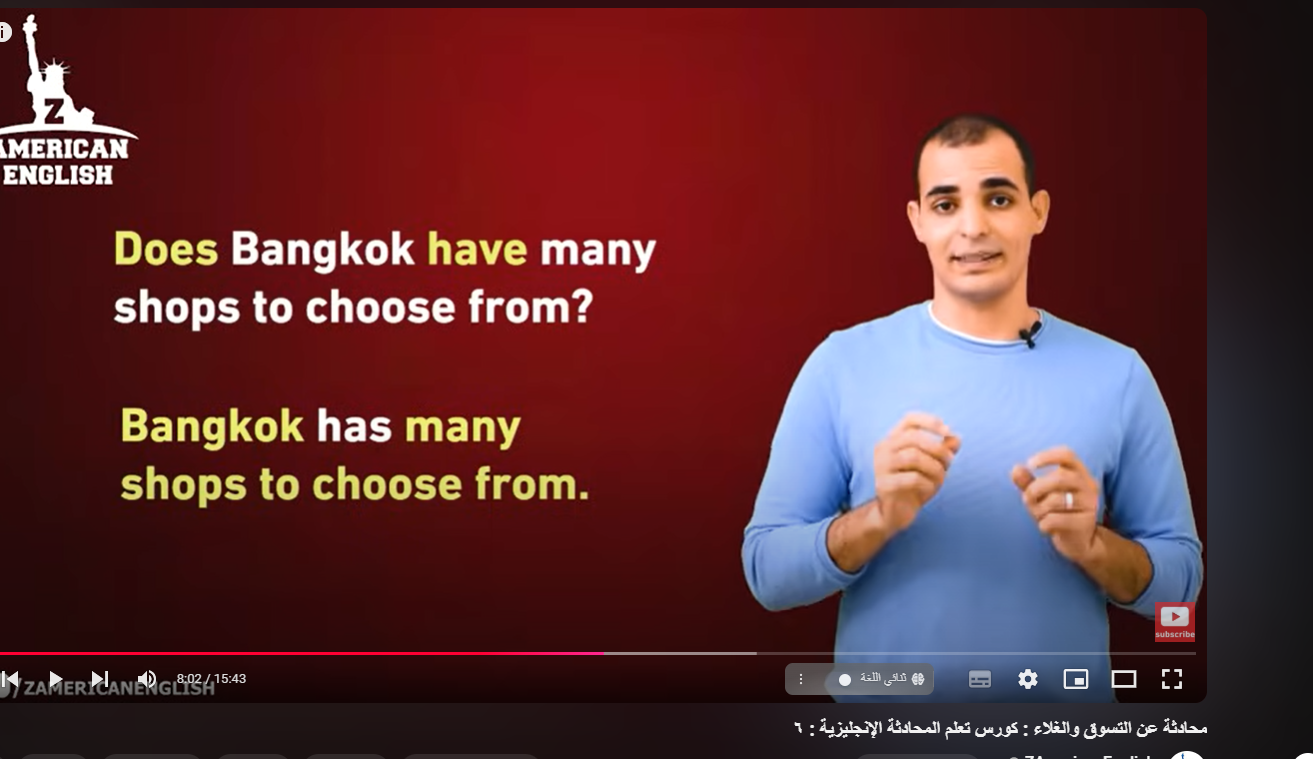 i
Z
AMERICAN
ENGLISH
Does Bangkok have many
shops to choose from?
Bangkok has many
shops to choose from.
subscribe
/ZAMERICANENGLISH
8:02 / 15:43
ثنائي اللغة
محادثة عن التسوق والغلاء : كورس تعلم المحادثة الإنجليزية : ٦